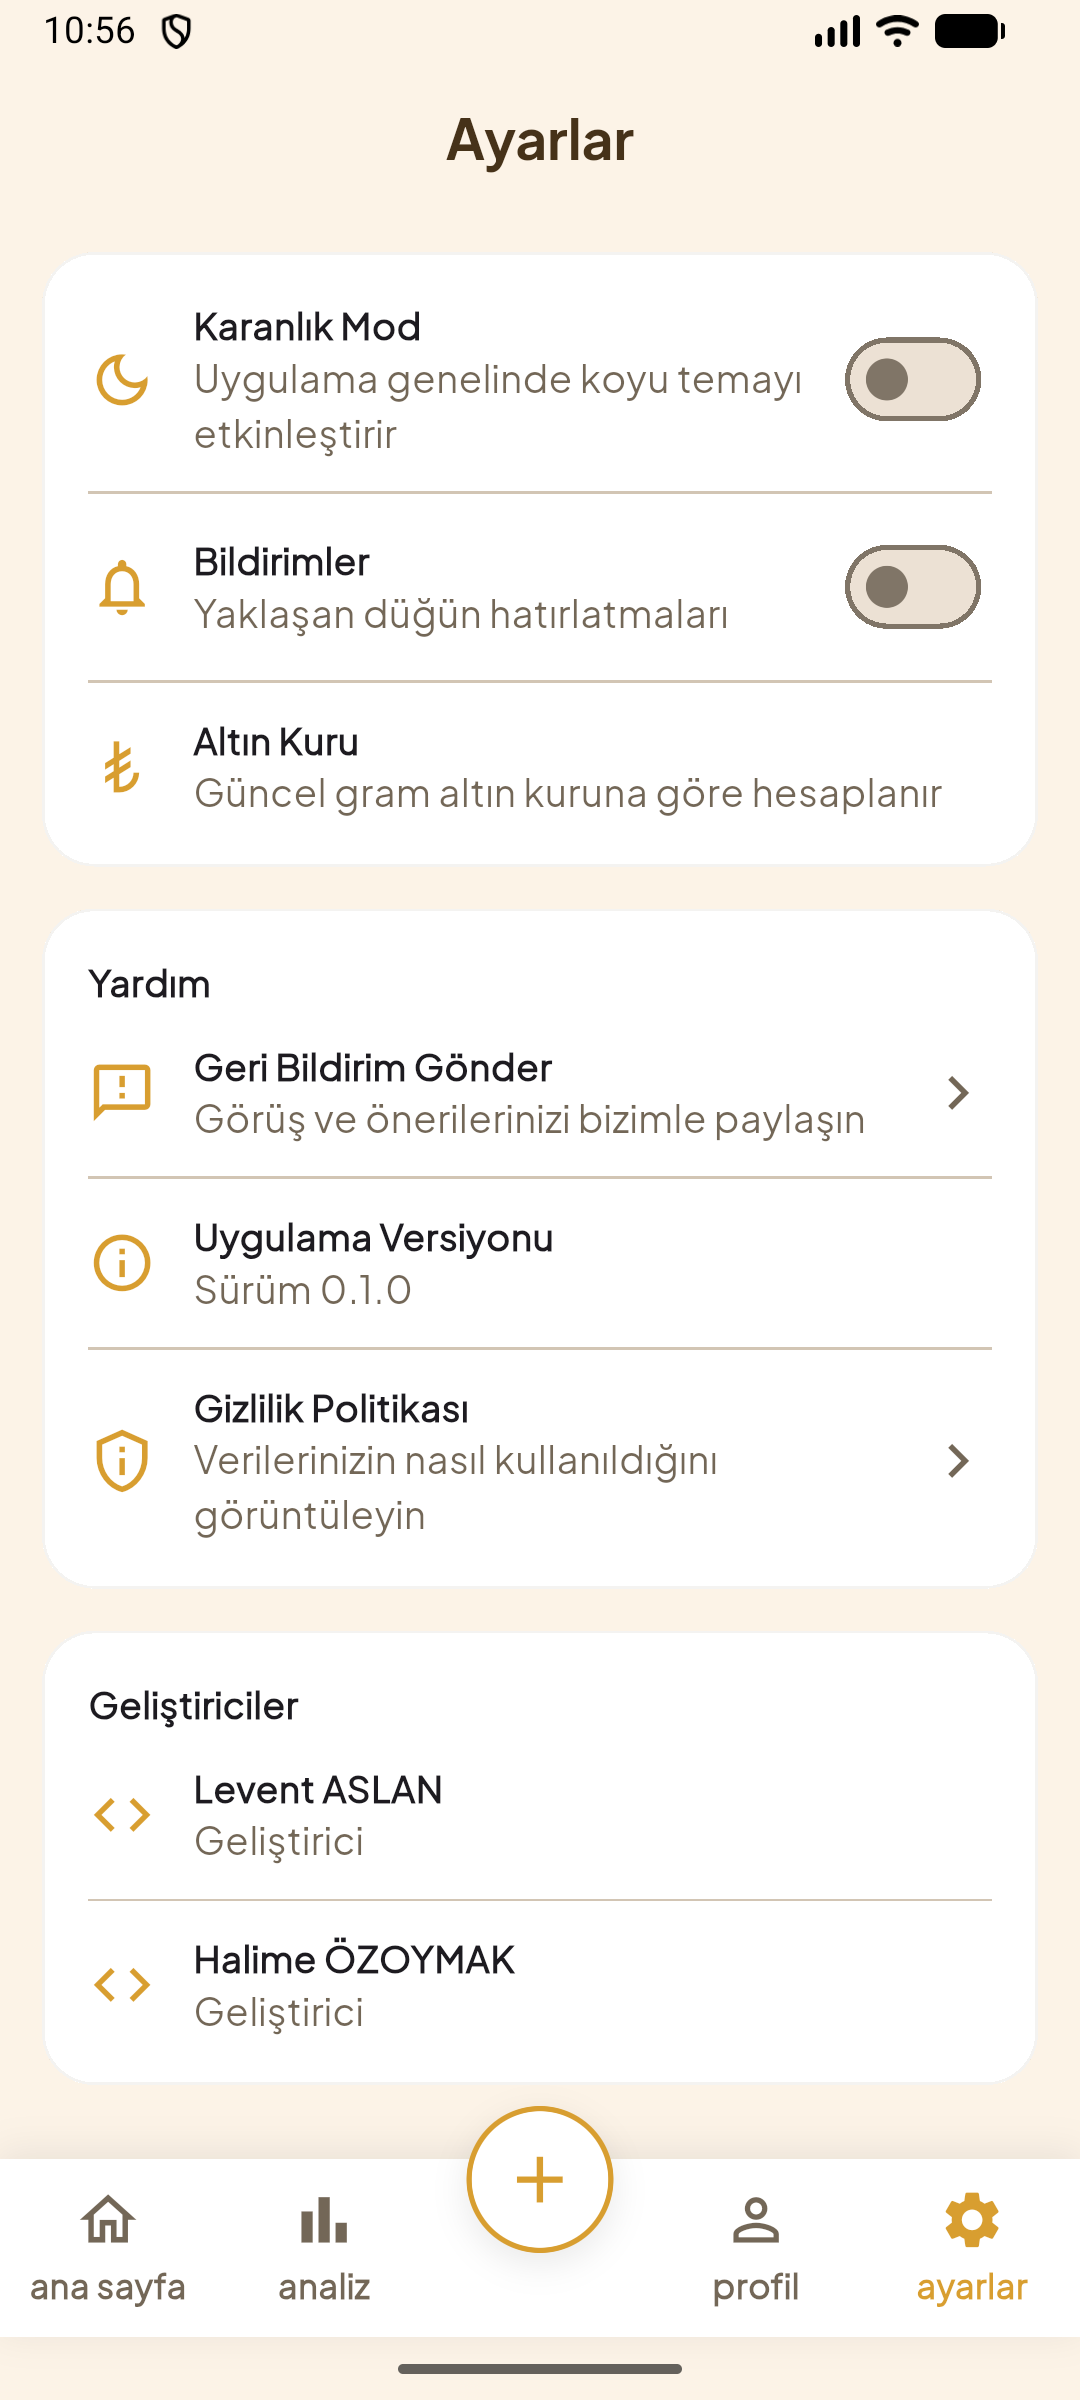 10:56
Ayarlar
Karanlık Mod
Uygulama genelinde koyu temayı
etkinleştirir
Bildirimler
Yaklaşan düğün hatırlatmaları
Altın Kuru
Güncel gram altın kuruna göre hesaplanır
Yardım
Geri Bildirim Gönder
Görüş ve önerilerinizi bizimle paylaşın
Uygulama Versiyonu
Sürüm 0.1.0
Gizlilik Politikası
Verilerinizin nasıl kullanıldığını
görüntüleyin
Geliştiriciler
Levent ASLAN
Geliştirici
Halime ÖZOYMAK
Geliştirici
ana sayfa
analiz
profil
ayarlar